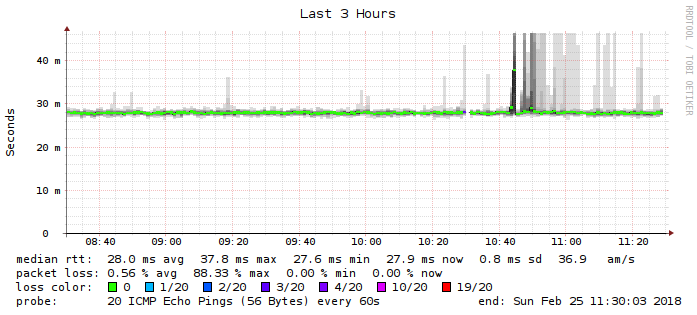 Last 3 Hours
RRDTOOL / TOBI OETIKER
Seconds
40 m
30 m
20 m
10 m
0
08:40 09:00 09:20 09:40 10:00 10:20 10:40 11:00 11:20
median rtt: 28.0 ms avg 37.8 ms max 27.6 ms min 27.9 ms now 0.8 ms sd 36.9 am/s
packet loss: 0.56 % avg 88.33 % max 0.00 % min 0.00 % now
loss color: 0 1/20 2/20 3/20 4/20 10/20 19/20
probe: 20 ICMP Echo Pings (56 Bytes) every 60s end: Sun Feb 25 11:30:03 2018